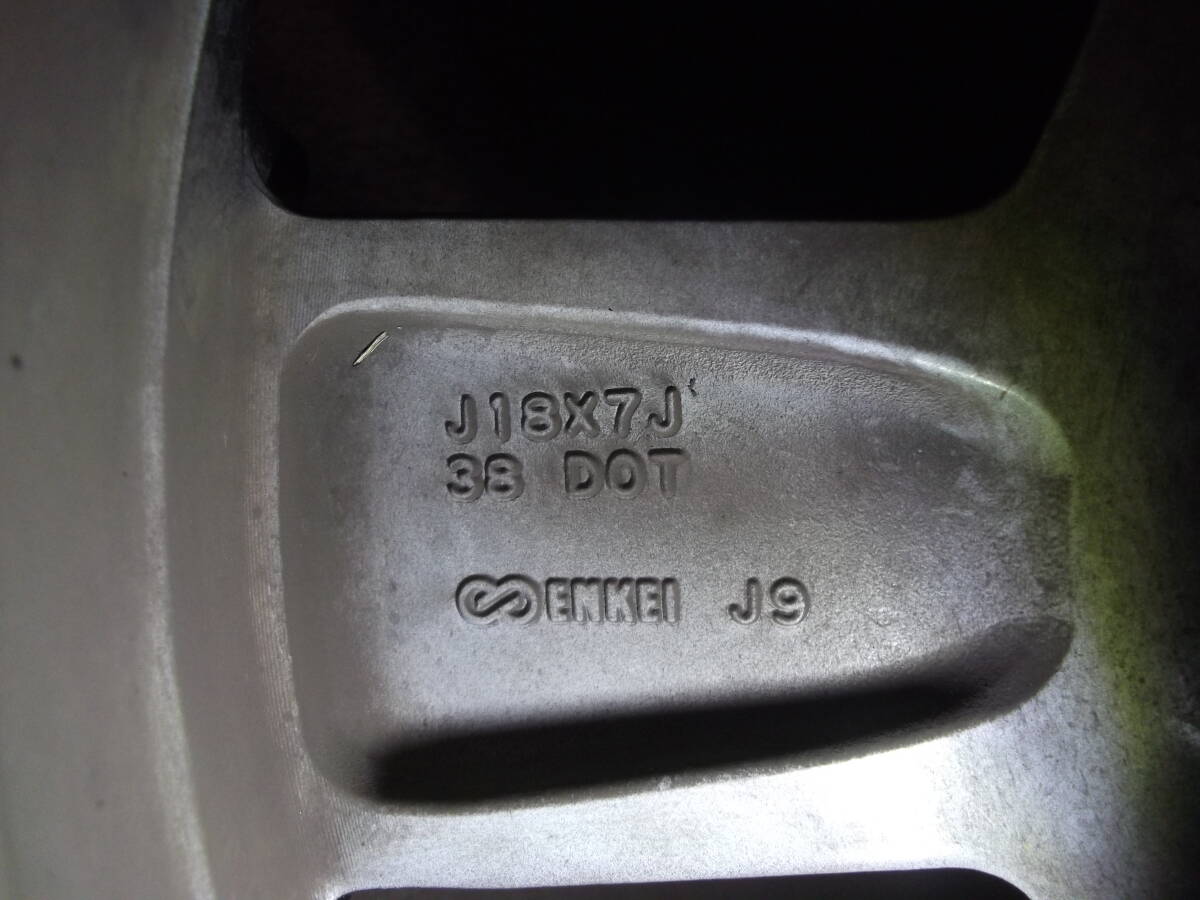 J18X7J
38 DOT
ENKEI J9